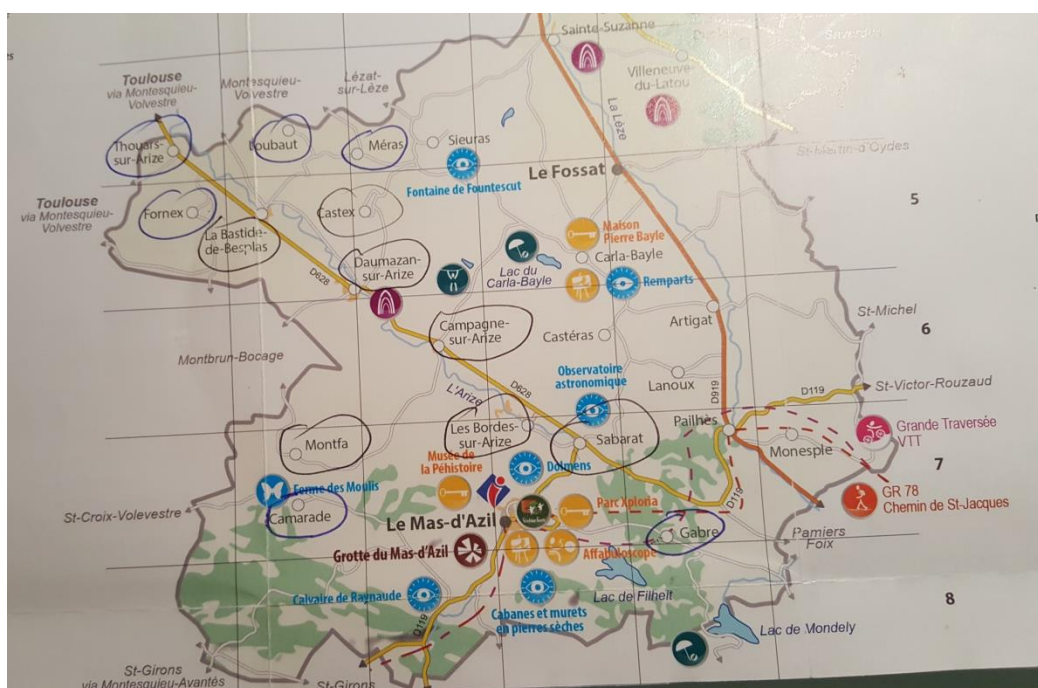 Sainte-Suzanne
Toulouse
via Montesquieu-
Volvestre
Montesquieu-
Volvestre
Lézat-
sur-Lèze
Villeneuve-
du-Latou
La Lèze
Thouars-
sur-Arize
Loubaut
Méras
Sieuras
St-Martin-d'Oydes
Le Fossat
Fontaine de Fountescut
5
Toulouse
via Montesquieu-
Volvestre
Fornex
Castex
La Bastide-
de-Besplas
Maison
Pierre Bayle
Carla-Bayle
Daumazan-
sur-Arize
Lac du
Carla-Bayle
Remparts
D628
St-Michel
Artigat
6
Campagne-
sur-Arize
Castéras
Montbrun-Bocage
Observatoire
astronomique
Lanoux
L'Arize
D628
D919
D119
St-Victor-Rouzaud
Les Bordes-
sur-Arize
Sabarat
Pailhès
Grande Traversée
VTT
Montfa
Monesple
7
Musée de
la Péhistoire
Dolmens
Ferme des Moulis
Parc Xploria
D119
GR 78
Chemin de St-Jacques
St-Croix-Volevestre
Camarade
Le Mas-d'Azil
Gabre
Pamiers
Foix
Grotte du Mas-d'Azil
Affabuloscope
Calvaire de Raynaude
Cabanes et murets
en pierres sèches
Lac de Filheit
8
D119
Lac de Mondely
St-Girons
via Montesquieu-Avantès
St-Girons